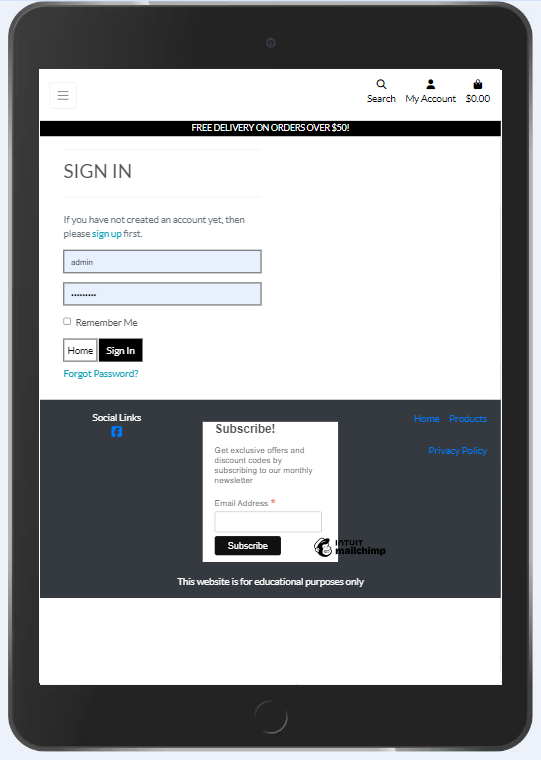 Search My Account $0.00
FREE DELIVERY ON ORDERS OVER $50!
SIGN IN
If you have not created an account yet, then
please sign up first.
admin
•••••••••
Remember Me
Home Sign In
Forgot Password?
Social Links
Subscribe!
Get exclusive offers and
discount codes by
subscribing to our monthly
newsletter
Email Address *
Subscribe
INTUIT
mailchimp
Home Products
Privacy Policy
This website is for educational purposes only